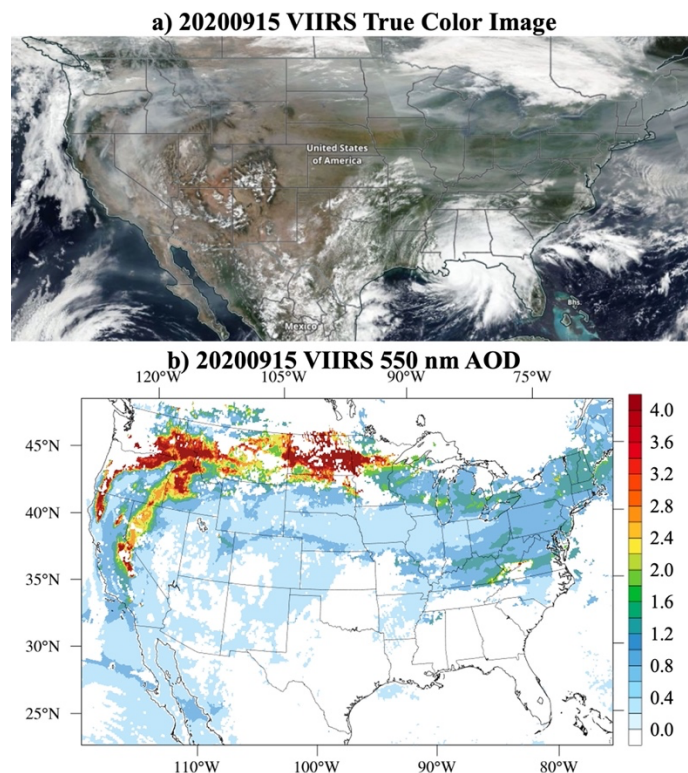 a) 20200915 VIIRS True Color Image
United States
of America
Bhs.
Mexico
b) 20200915 VIIRS 550 nm AOD
120°W 105°W 90°W 75°W
4.0
45°N
3.6
3.2
40°N
2.8
2.4
35°N
2.0
1.6
30°N
1.2
0.8
25°N
0.4
0.0
110°W 100°W 90°W 80°W